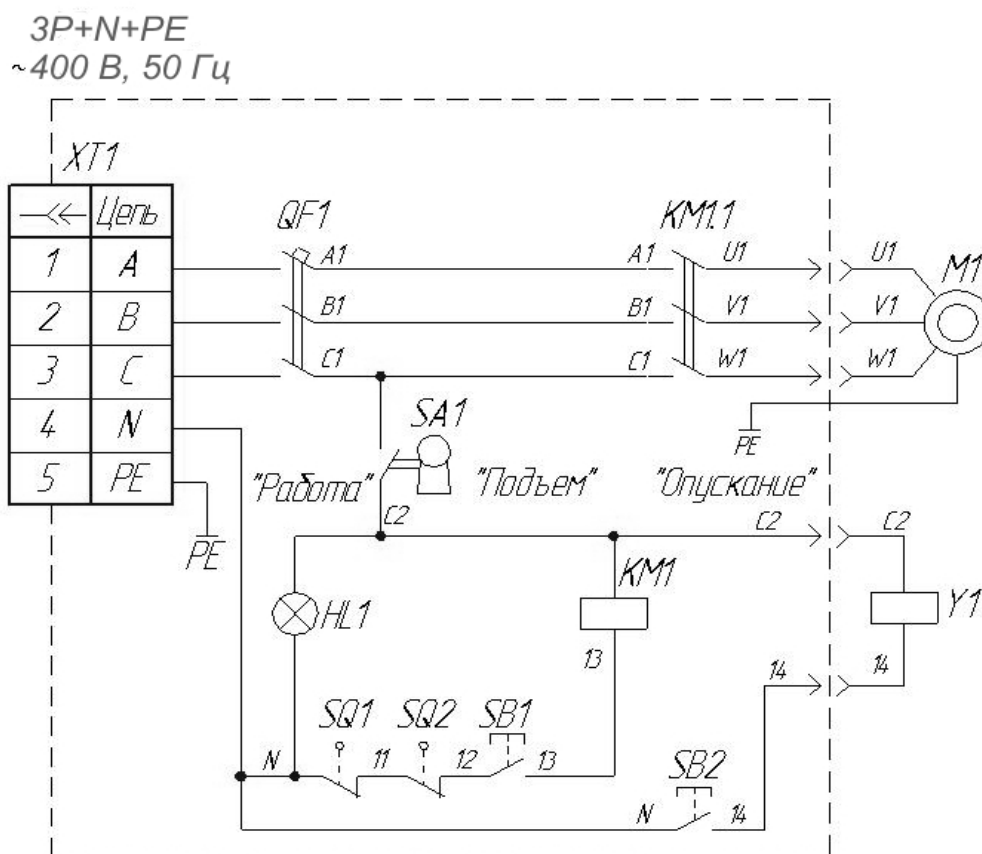 3P+N+PE
~400 В, 50 Гц
XT1
Цепь
QF1
KM1.1
1 A
A1
A1
U1
U1
M1
2 B
B1
B1
V1
V1
3 C
C1
C1
W1
W1
4 N
SA1
PE
5 PE
"Работа"
"Подъем"
"Опускание"
C2
C2
C2
PE
KM1
HL1
Y1
13
14
14
SQ1
SQ2
SB1
N
11
12
13
SB2
N
14